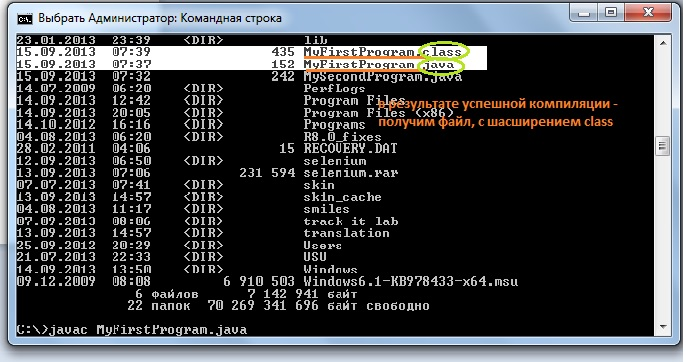 Выбрать Администратор: Командная строка
23.01.2013 13:39 <DIR> lib
15.09.2013 07:39 435 MyFirstProgram.class
15.09.2013 07:37 152 MyFirstProgram.java
15.09.2013 07:32 242 MySecondProgram.java
14.07.2009 06:20 <DIR> PerfLogs
14.09.2013 12:42 <DIR> Program Files
14.09.2013 20:05 <DIR> Program Files (x86)
14.10.2012 16:16 <DIR> Programs
04.08.2013 06:20 <DIR> R8.0_fixes
28.02.2011 04:06 15 RECOVERY.DAT
12.09.2013 06:50 <DIR> selenium
13.09.2013 07:06 231 594 selenium.rar
07.07.2013 07:41 <DIR> skin
13.09.2013 14:57 <DIR> skin_cache
04.08.2013 11:17 <DIR> smiles
07.07.2013 08:06 <DIR> track it lab
13.09.2013 14:57 <DIR> translation
25.09.2012 20:29 <DIR> Users
21.07.2013 22:33 <DIR> USU
14.09.2013 13:50 <DIR> Windows
09.12.2009 08:08 6 910 503 Windows6.1-KB978433-x64.msu
6 файлов 7 142 941 байт
22 папок 70 269 341 696 байт свободно
C:\>javac MyFirstProgram.java
в результате успешной компиляции -
получим файл, с шасширением class